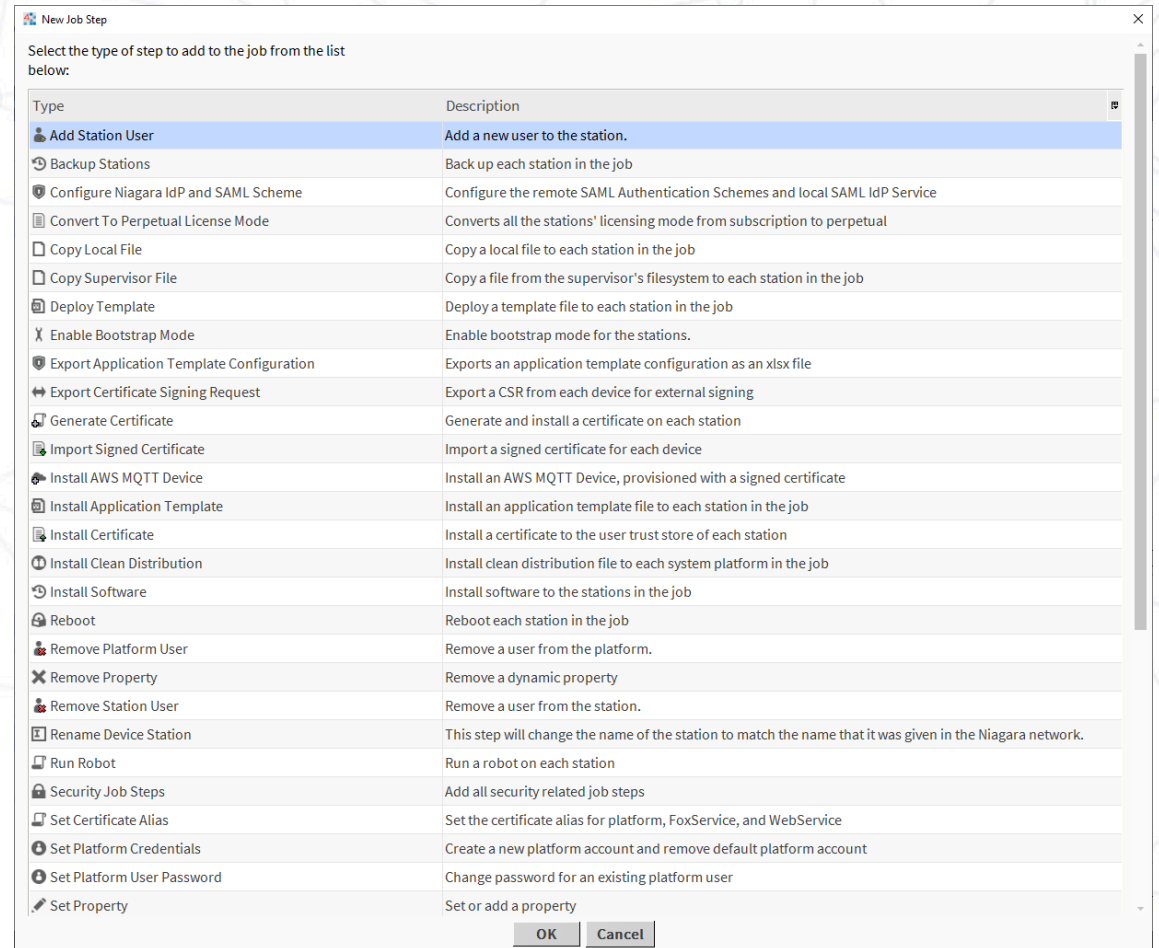 New Job Step
Select the type of step to add to the job from the list
below:
Type Description
Add Station User Add a new user to the station.
Backup Stations Back up each station in the job
Configure Niagara IdP and SAML Scheme Configure the remote SAML Authentication Schemes and local SAML IdP Service
Convert To Perpetual License Mode Converts all the stations' licensing mode from subscription to perpetual
Copy Local File Copy a local file to each station in the job
Copy Supervisor File Copy a file from the supervisor's filesystem to each station in the job
Deploy Template Deploy a template file to each station in the job
Enable Bootstrap Mode Enable bootstrap mode for the stations.
Export Application Template Configuration Exports an application template configuration as an xlsx file
Export Certificate Signing Request Export a CSR from each device for external signing
Generate Certificate Generate and install a certificate on each station
Import Signed Certificate Import a signed certificate for each device
Install AWS MQTT Device Install an AWS MQTT Device, provisioned with a signed certificate
Install Application Template Install an application template file to each station in the job
Install Certificate Install a certificate to the user trust store of each station
Install Clean Distribution Install clean distribution file to each system platform in the job
Install Software Install software to the stations in the job
Reboot Reboot each station in the job
Remove Platform User Remove a user from the platform.
Remove Property Remove a dynamic property
Remove Station User Remove a user from the station.
Rename Device Station This step will change the name of the station to match the name that it was given in the Niagara network.
Run Robot Run a robot on each station
Security Job Steps Add all security related job steps
Set Certificate Alias Set the certificate alias for platform, FoxService, and WebService
Set Platform Credentials Create a new platform account and remove default platform account
Set Platform User Password Change password for an existing platform user
Set Property Set or add a property
OK Cancel